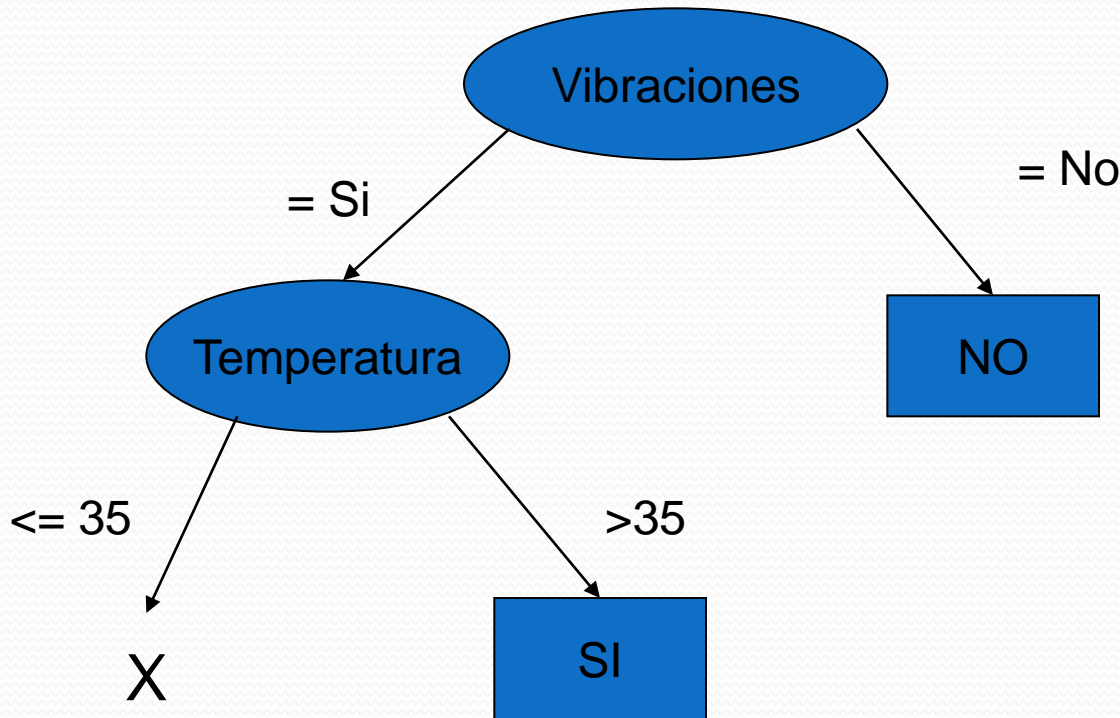 Vibraciones
= Si
= No
Temperatura
NO
<= 35
>35
X
SI